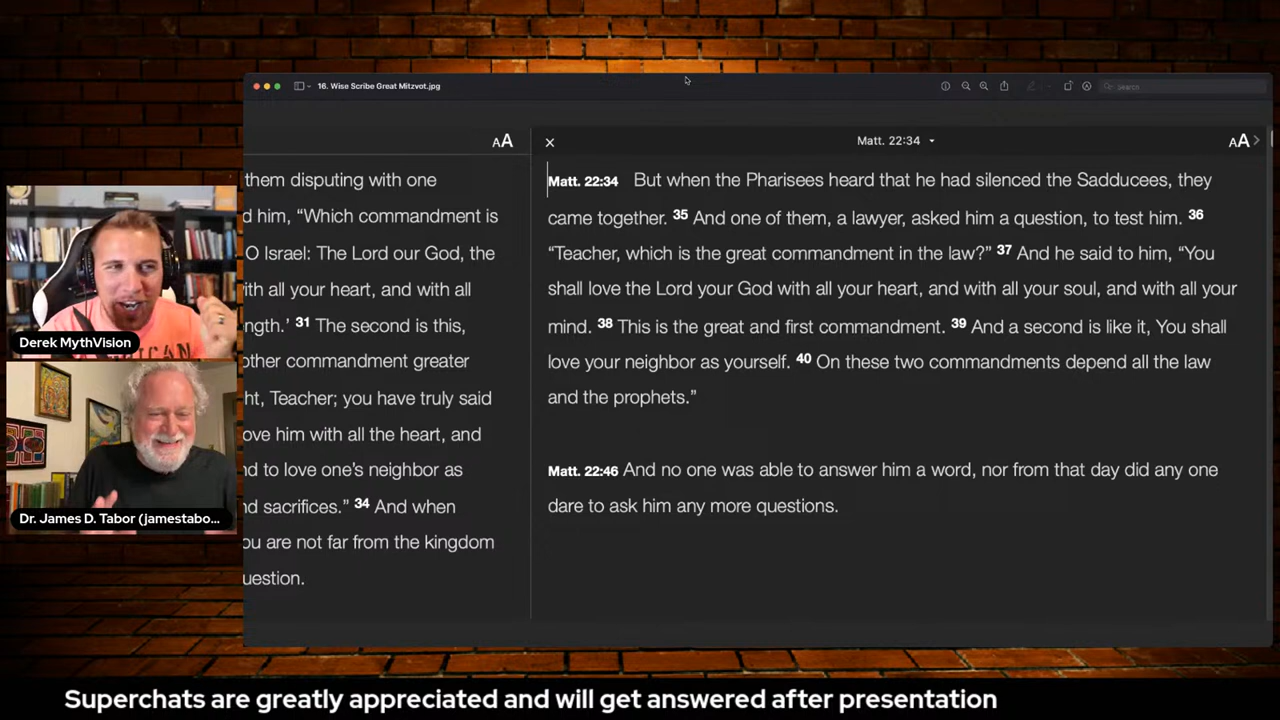 16. Wise Scribe Great Mitzvot.jpg
Search
AA
Matt. 22:34
AA
them disputing with one
d him, “Which commandment is
O Israel: The Lord our God, the
ith all your heart, and with all
ngth.’ 31 The second is this,
other commandment greater
ht, Teacher; you have truly said
ove him with all the heart, and
nd to love one’s neighbor as
nd sacrifices.” 34 And when
ou are not far from the kingdom
uestion.
Matt. 22:34 But when the Pharisees heard that he had silenced the Sadducees, they
came together. 35 And one of them, a lawyer, asked him a question, to test him. 36
“Teacher, which is the great commandment in the law?” 37 And he said to him, “You
shall love the Lord your God with all your heart, and with all your soul, and with all your
mind. 38 This is the great and first commandment. 39 And a second is like it, You shall
love your neighbor as yourself. 40 On these two commandments depend all the law
and the prophets.”
Matt. 22:46 And no one was able to answer him a word, nor from that day did any one
dare to ask him any more questions.
Derek MythVision
Dr. James D. Tabor (jamestabo...
Superchats are greatly appreciated and will get answered after presentation